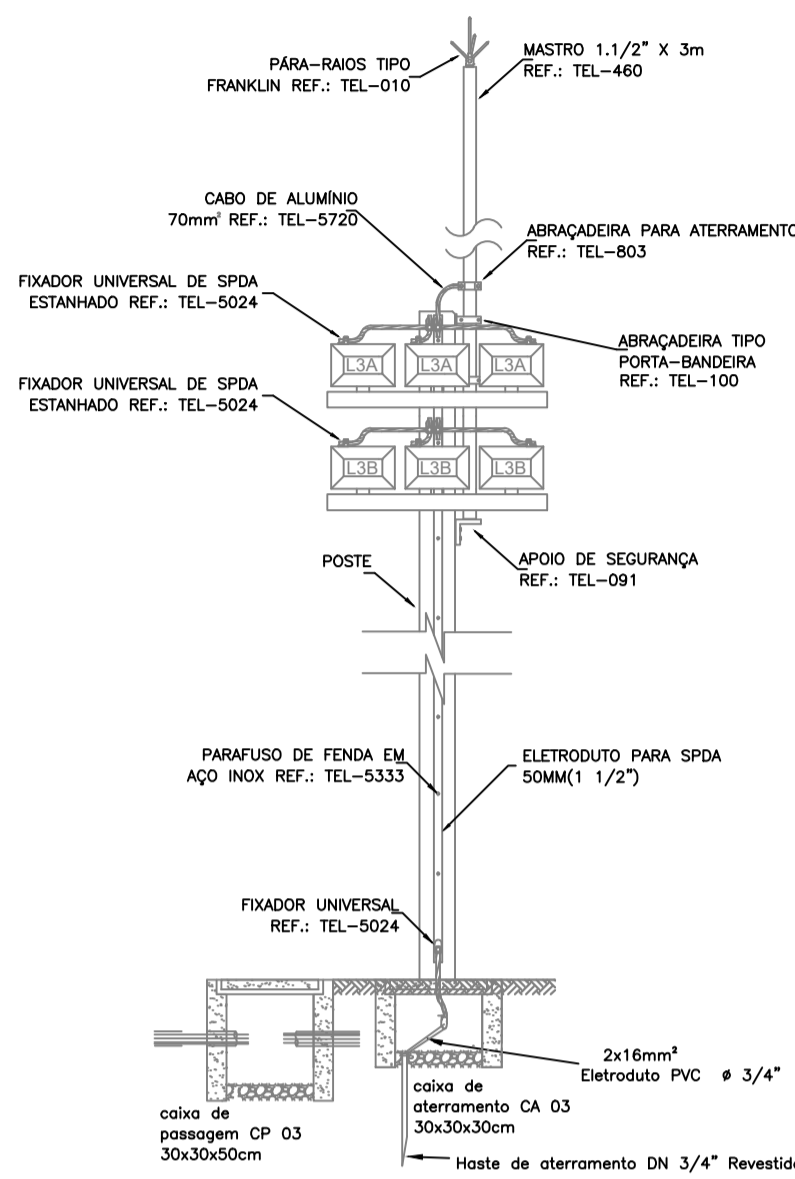 PÁRA-RAIOS TIPO
FRANKLIN REF.: TEL-010
MASTRO 1.1/2" X 3m
REF.: TEL-460
CABO DE ALUMÍNIO
70mm² REF.: TEL-5720
ABRAÇADEIRA PARA ATERRAMENTO
REF.: TEL-803
FIXADOR UNIVERSAL DE SPDA
ESTANHADO REF.: TEL-5024
ABRAÇADEIRA TIPO
PORTA-BANDEIRA
REF.: TEL-100
L3A L3A L3A
FIXADOR UNIVERSAL DE SPDA
ESTANHADO REF.: TEL-5024
L3B L3B L3B
POSTE
APOIO DE SEGURANÇA
REF.: TEL-091
PARAFUSO DE FENDA EM
AÇO INOX REF.: TEL-5333
ELETRODUTO PARA SPDA
50MM(1 1/2")
FIXADOR UNIVERSAL
REF.: TEL-5024
2x16mm²
Eletroduto PVC ø 3/4"
caixa de
passagem CP 03
30x30x50cm
caixa de
aterramento CA 03
30x30x30cm
Haste de aterramento DN 3/4" Revestido